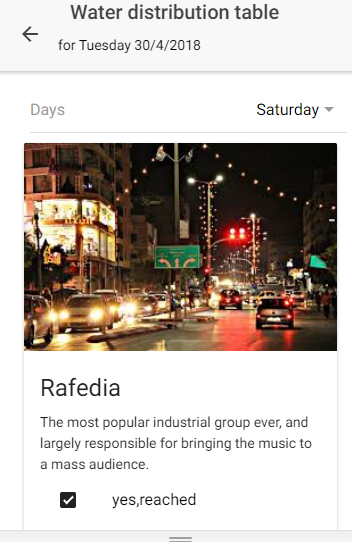 Water distribution table
for Tuesday 30/4/2018
Days
Saturday
Rafedia
The most popular industrial group ever, and
largely responsible for bringing the music to
a mass audience.
yes,reached